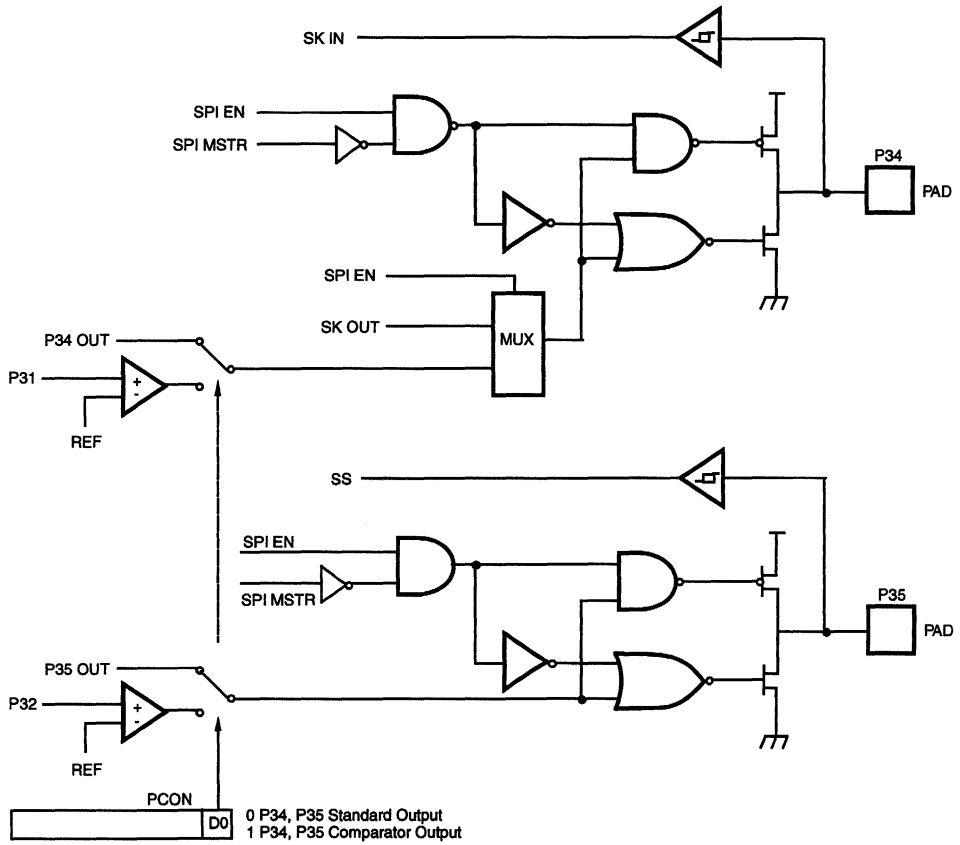 SK IN
SPI EN
SPI MSTR
P34
PAD
SPI EN
SK OUT
MUX
P34 OUT
P31
+
-
REF
SS
SPI EN
SPI MSTR
P35
PAD
P35 OUT
P32
+
-
REF
PCON
D0
0 P34, P35 Standard Output
1 P34, P35 Comparator Output